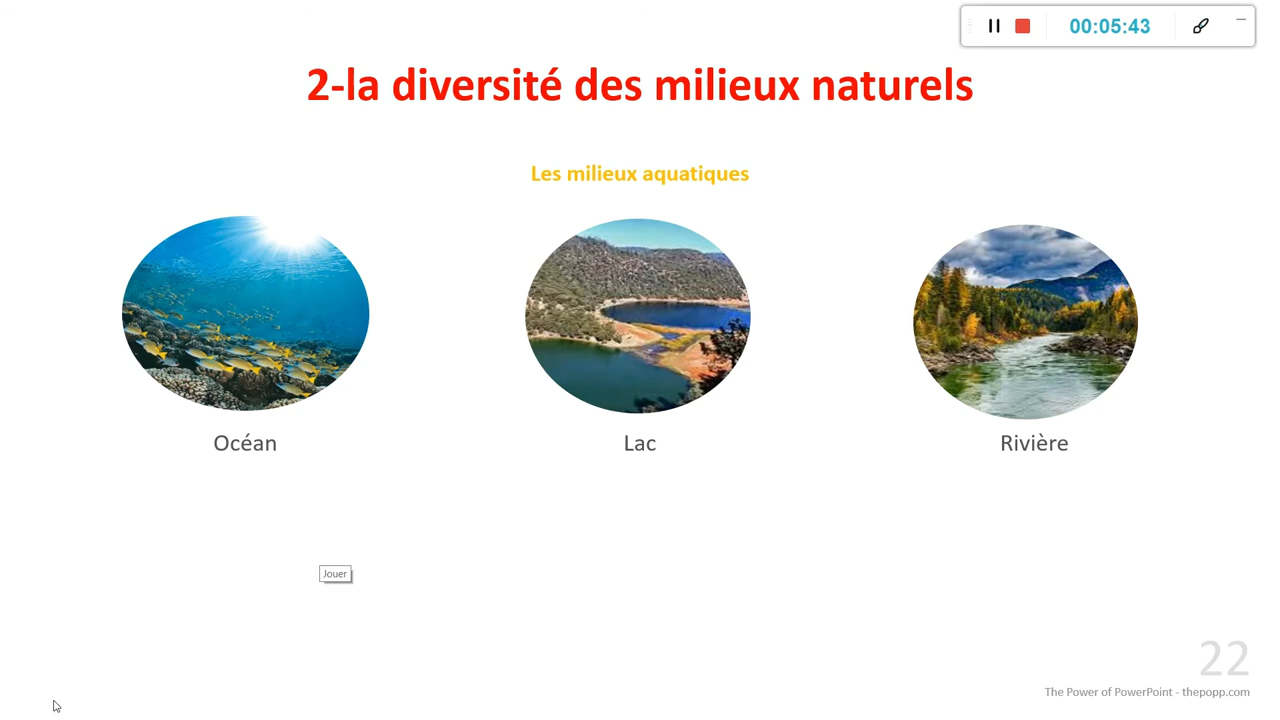 00:05:43
2-la diversité des milieux naturels
Les milieux aquatiques
Océan
Lac
Rivière
Jouer
22
The Power of PowerPoint - thepopp.com